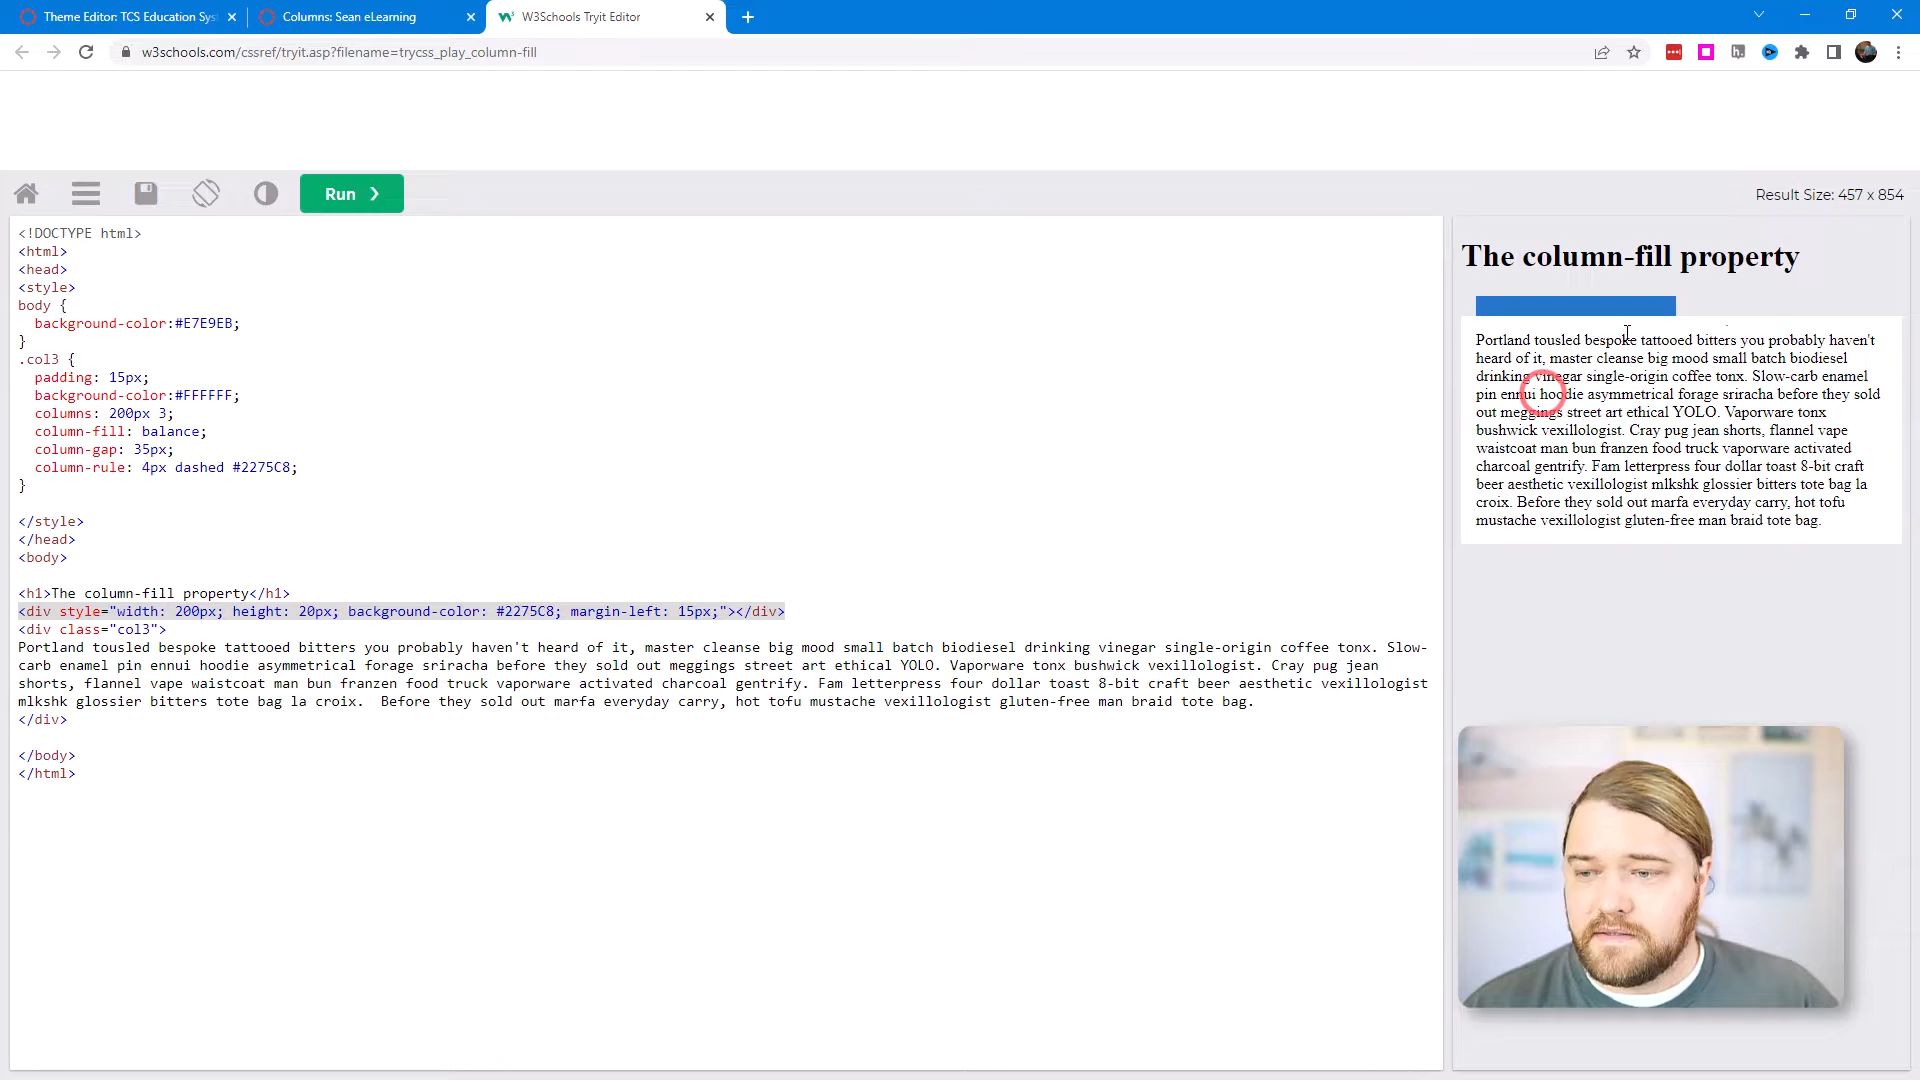 Theme Editor: TCS Education Sys
Columns: Sean eLearning
W3Schools Tryit Editor
w3schools.com/cssref/tryit.asp?filename=trycss_play_column-fill
Run ❯
Result Size: 457 x 854
<!DOCTYPE html>
<html>
<head>
<style>
body {
  background-color:#E7E9EB;
}
.col3 {
  padding: 15px;
  background-color:#FFFFFF;
  columns: 200px 3;
  column-fill: balance;
  column-gap: 35px;
  column-rule: 4px dashed #2275C8;
}
</style>
</head>
<body>
<h1>The column-fill property</h1>
<div style="width: 200px; height: 20px; background-color: #2275C8; margin-left: 15px;"></div>
<div class="col3">
Portland tousled bespoke tattooed bitters you probably haven't heard of it, master cleanse big mood small batch biodiesel drinking vinegar single-origin coffee tonx. Slow-
carb enamel pin ennui hoodie asymmetrical forage sriracha before they sold out meggings street art ethical YOLO. Vaporware tonx bushwick vexillologist. Cray pug jean
shorts, flannel vape waistcoat man bun franzen food truck vaporware activated charcoal gentrify. Fam letterpress four dollar toast 8-bit craft beer aesthetic vexillologist
mlkshk glossier bitters tote bag la croix.  Before they sold out marfa everyday carry, hot tofu mustache vexillologist gluten-free man braid tote bag.
</div>
</body>
</html>
The column-fill property
Portland tousled bespoke tattooed bitters you probably haven't
heard of it, master cleanse big mood small batch biodiesel
drinking vinegar single-origin coffee tonx. Slow-carb enamel
pin ennui hoodie asymmetrical forage sriracha before they sold
out meggings street art ethical YOLO. Vaporware tonx
bushwick vexillologist. Cray pug jean shorts, flannel vape
waistcoat man bun franzen food truck vaporware activated
charcoal gentrify. Fam letterpress four dollar toast 8-bit craft
beer aesthetic vexillologist mlkshk glossier bitters tote bag la
croix. Before they sold out marfa everyday carry, hot tofu
mustache vexillologist gluten-free man braid tote bag.